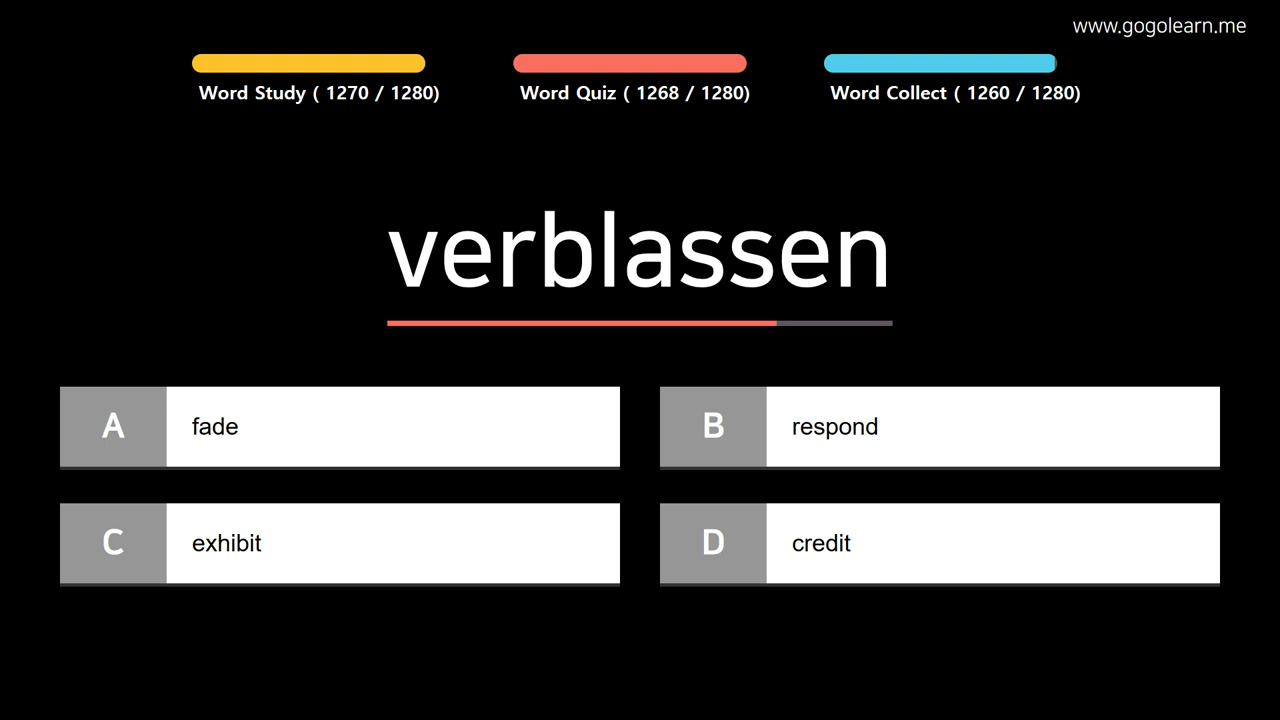 www.gogolearn.me
Word Study ( 1270 / 1280)
Word Quiz ( 1268 / 1280)
Word Collect ( 1260 / 1280)
verblassen
A fade
B respond
C exhibit
D credit